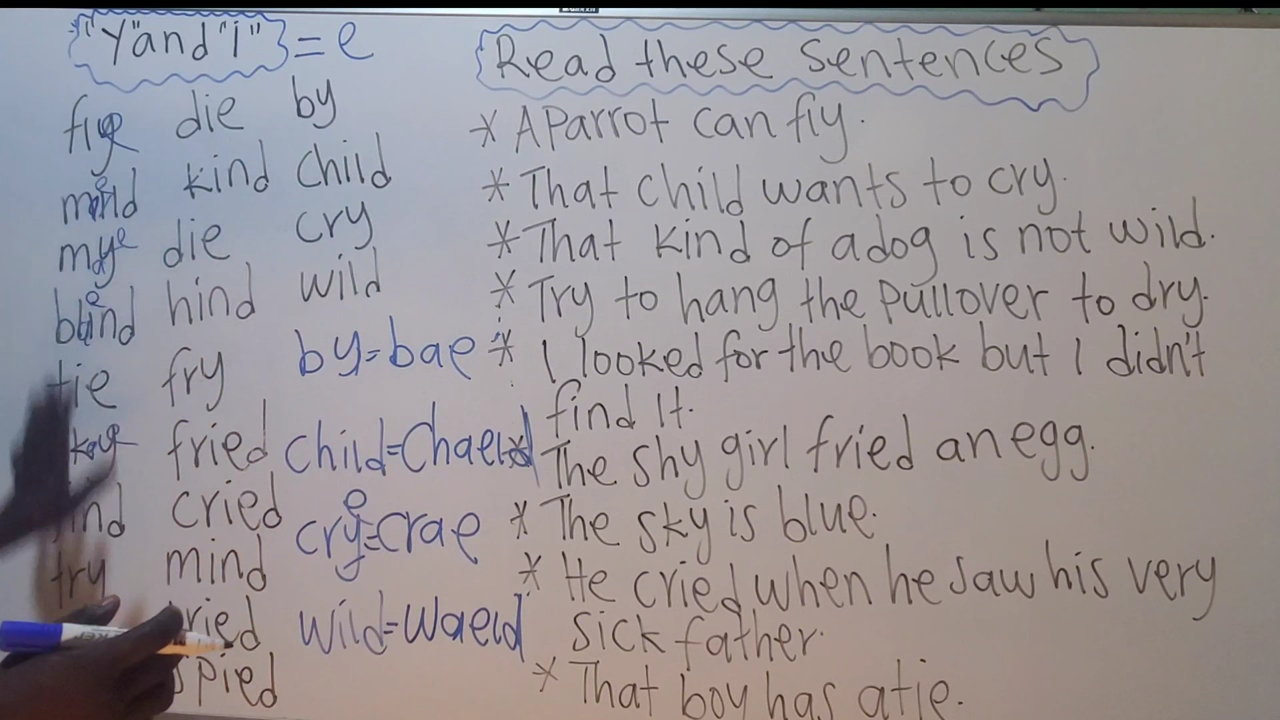 "Y" and "i" = e
fly die by
mind kind child
my die cry
blind hind wild
tie fry
by=bae
sky fried
child=Chaeld
cried
cry=crae
try mind
wild=waeld
spied
Read these sentences
* A Parrot can fly.
* That child wants to cry.
* That kind of a dog is not wild.
* Try to hang the Pullover to dry.
* I looked for the book but I didn't
find it.
* The shy girl fried an egg.
* The sky is blue.
* He cried when he saw his very
sick father.
* That boy has a tie.